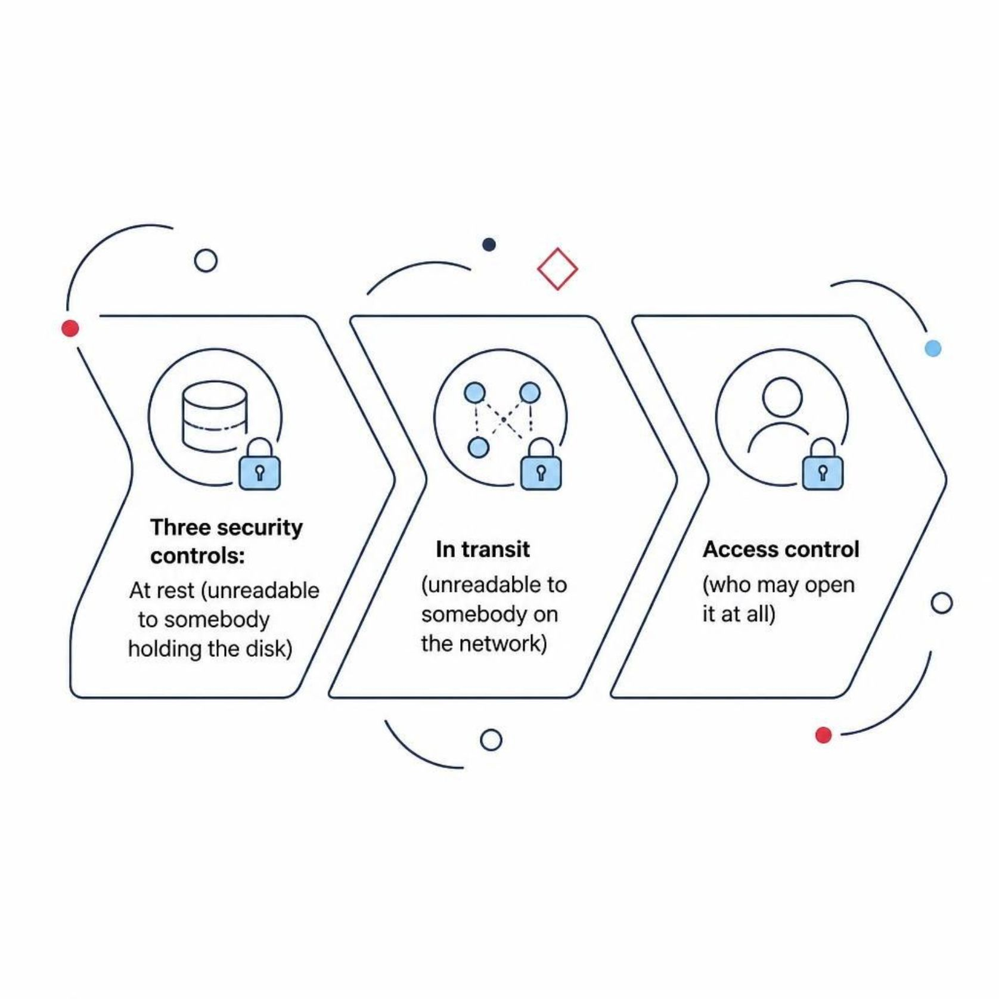 Three security
controls:
At rest (unreadable
to somebody
holding the disk)
In transit
(unreadable to
somebody on
the network)
Access control
(who may open
it at all)